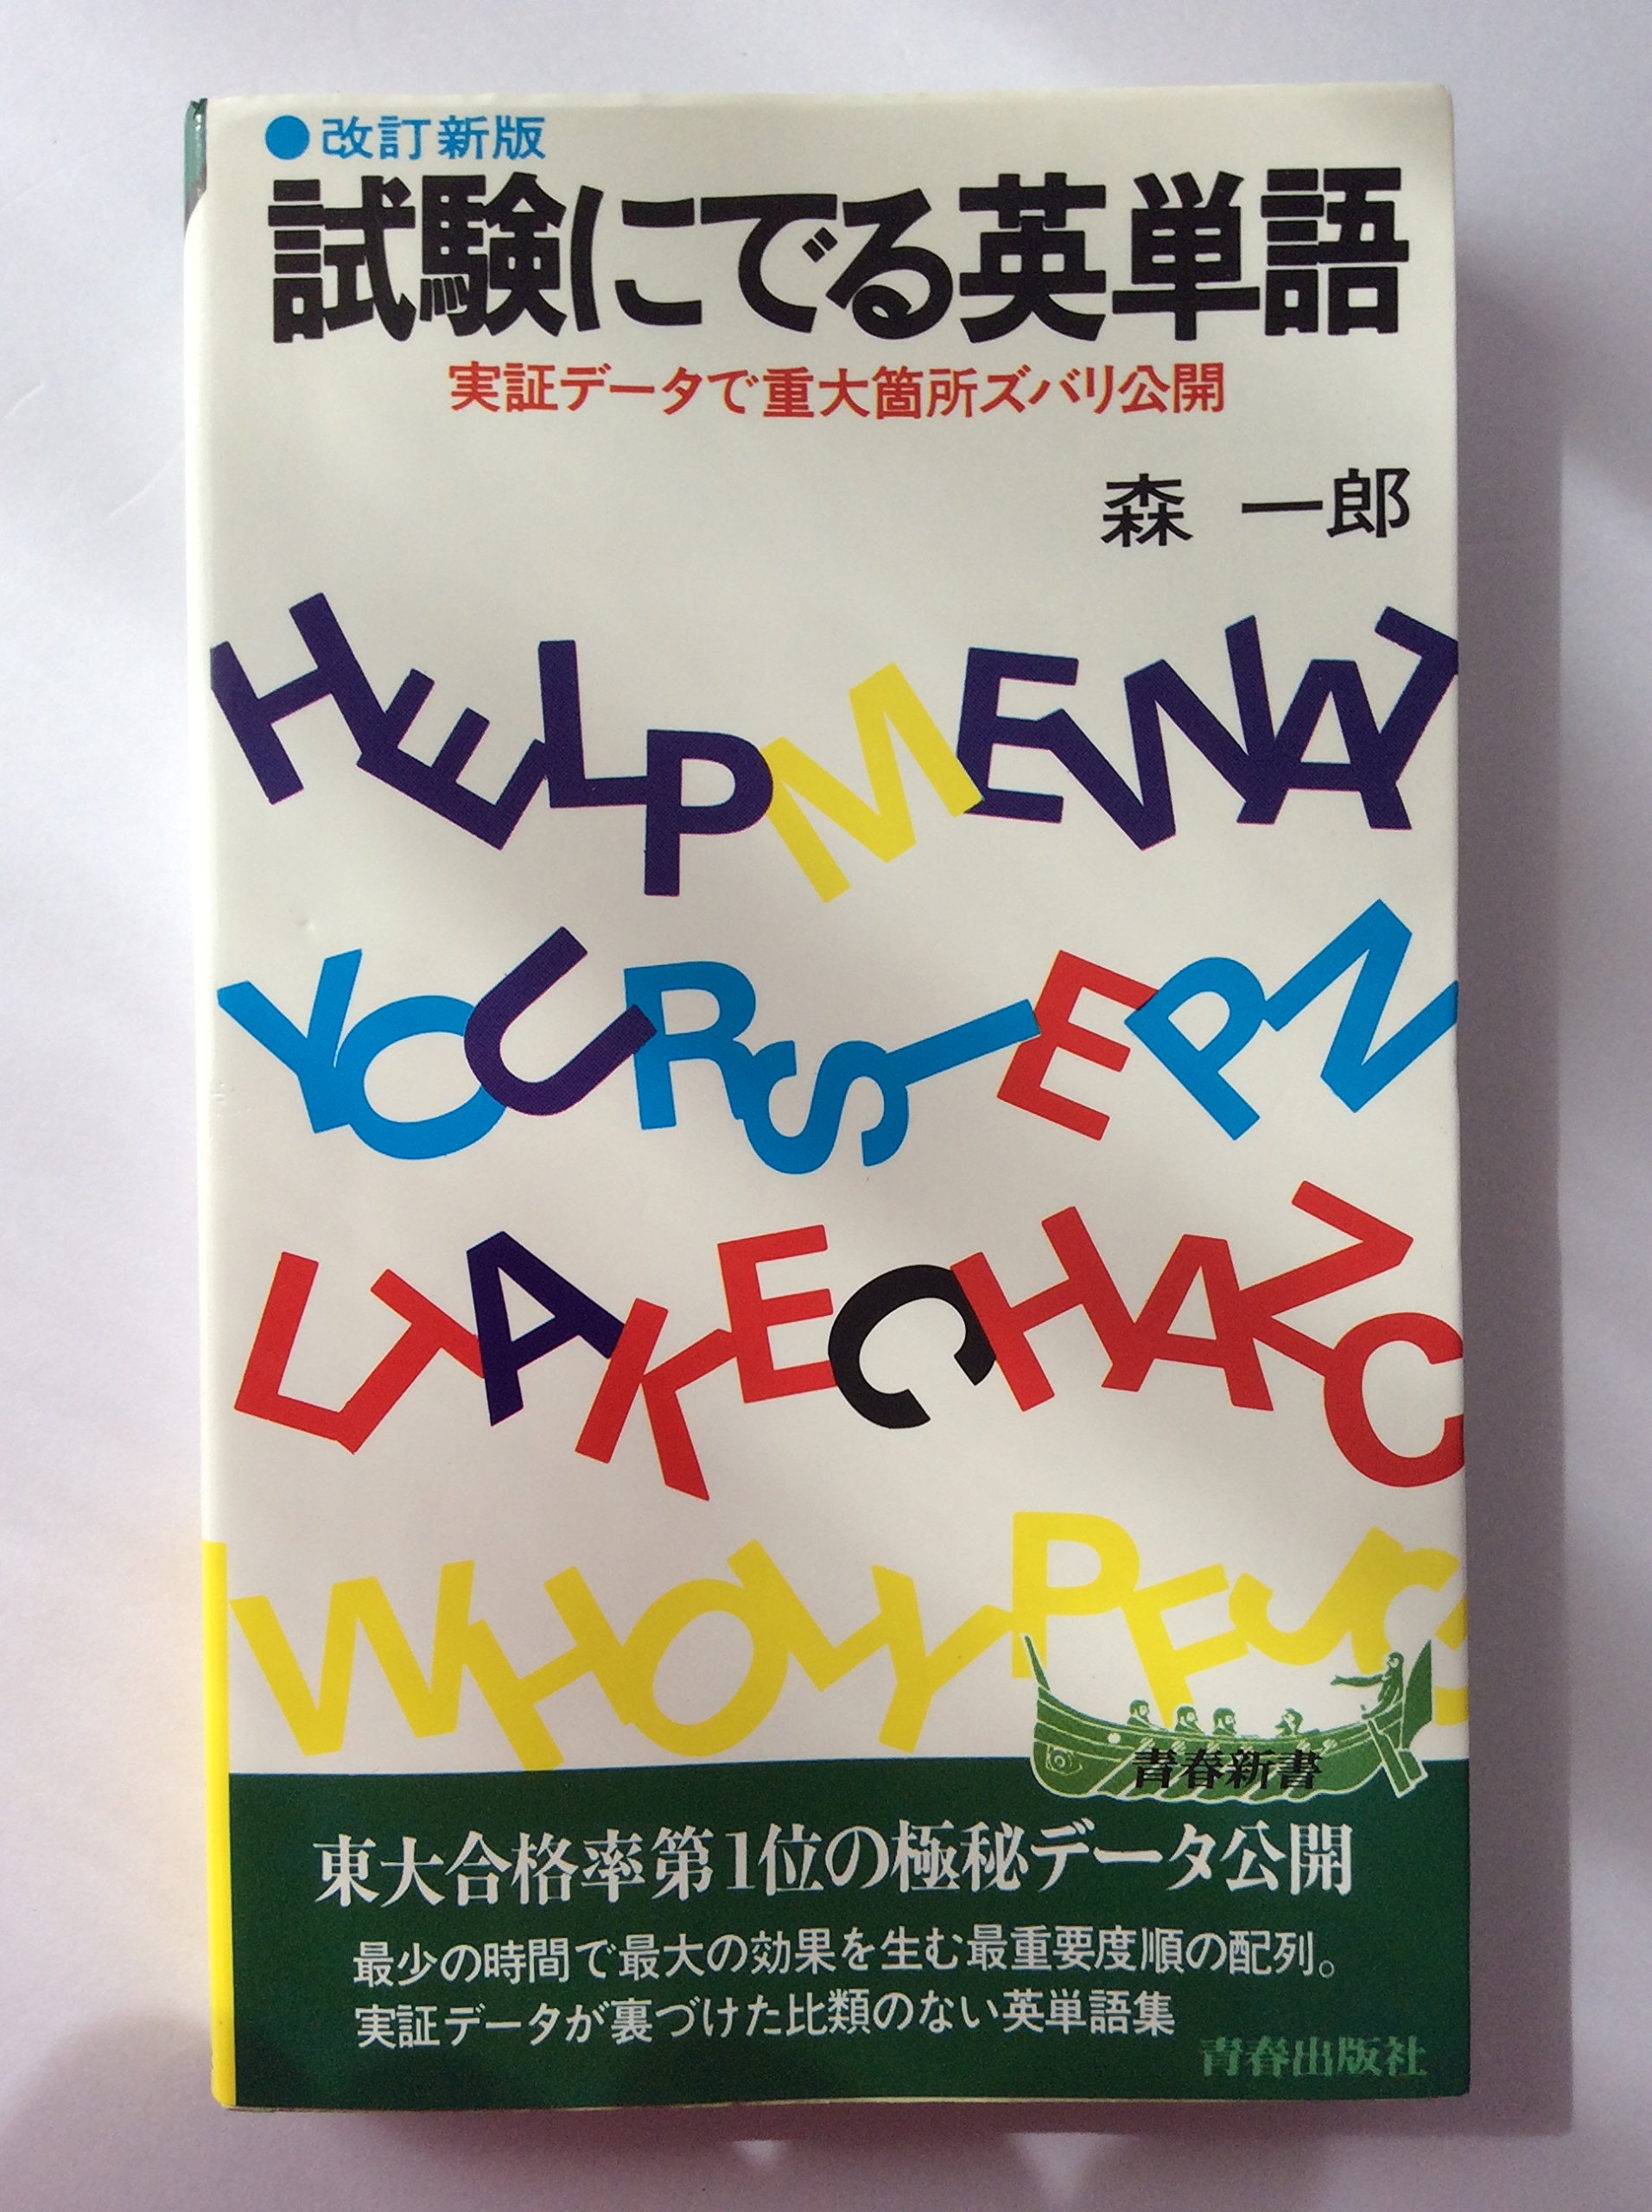 ●改訂新版
試験にでる英単語
実証データで重大箇所ズバリ公開
森 一郎
HELPMEWAT
YOURSIEPN
LTAKECHANC
青春新書
東大合格率第1位の極秘データ公開
最少の時間で最大の効果を生む最重要度順の配列。
実証データが裏づけた比類のない英単語集
青春出版社